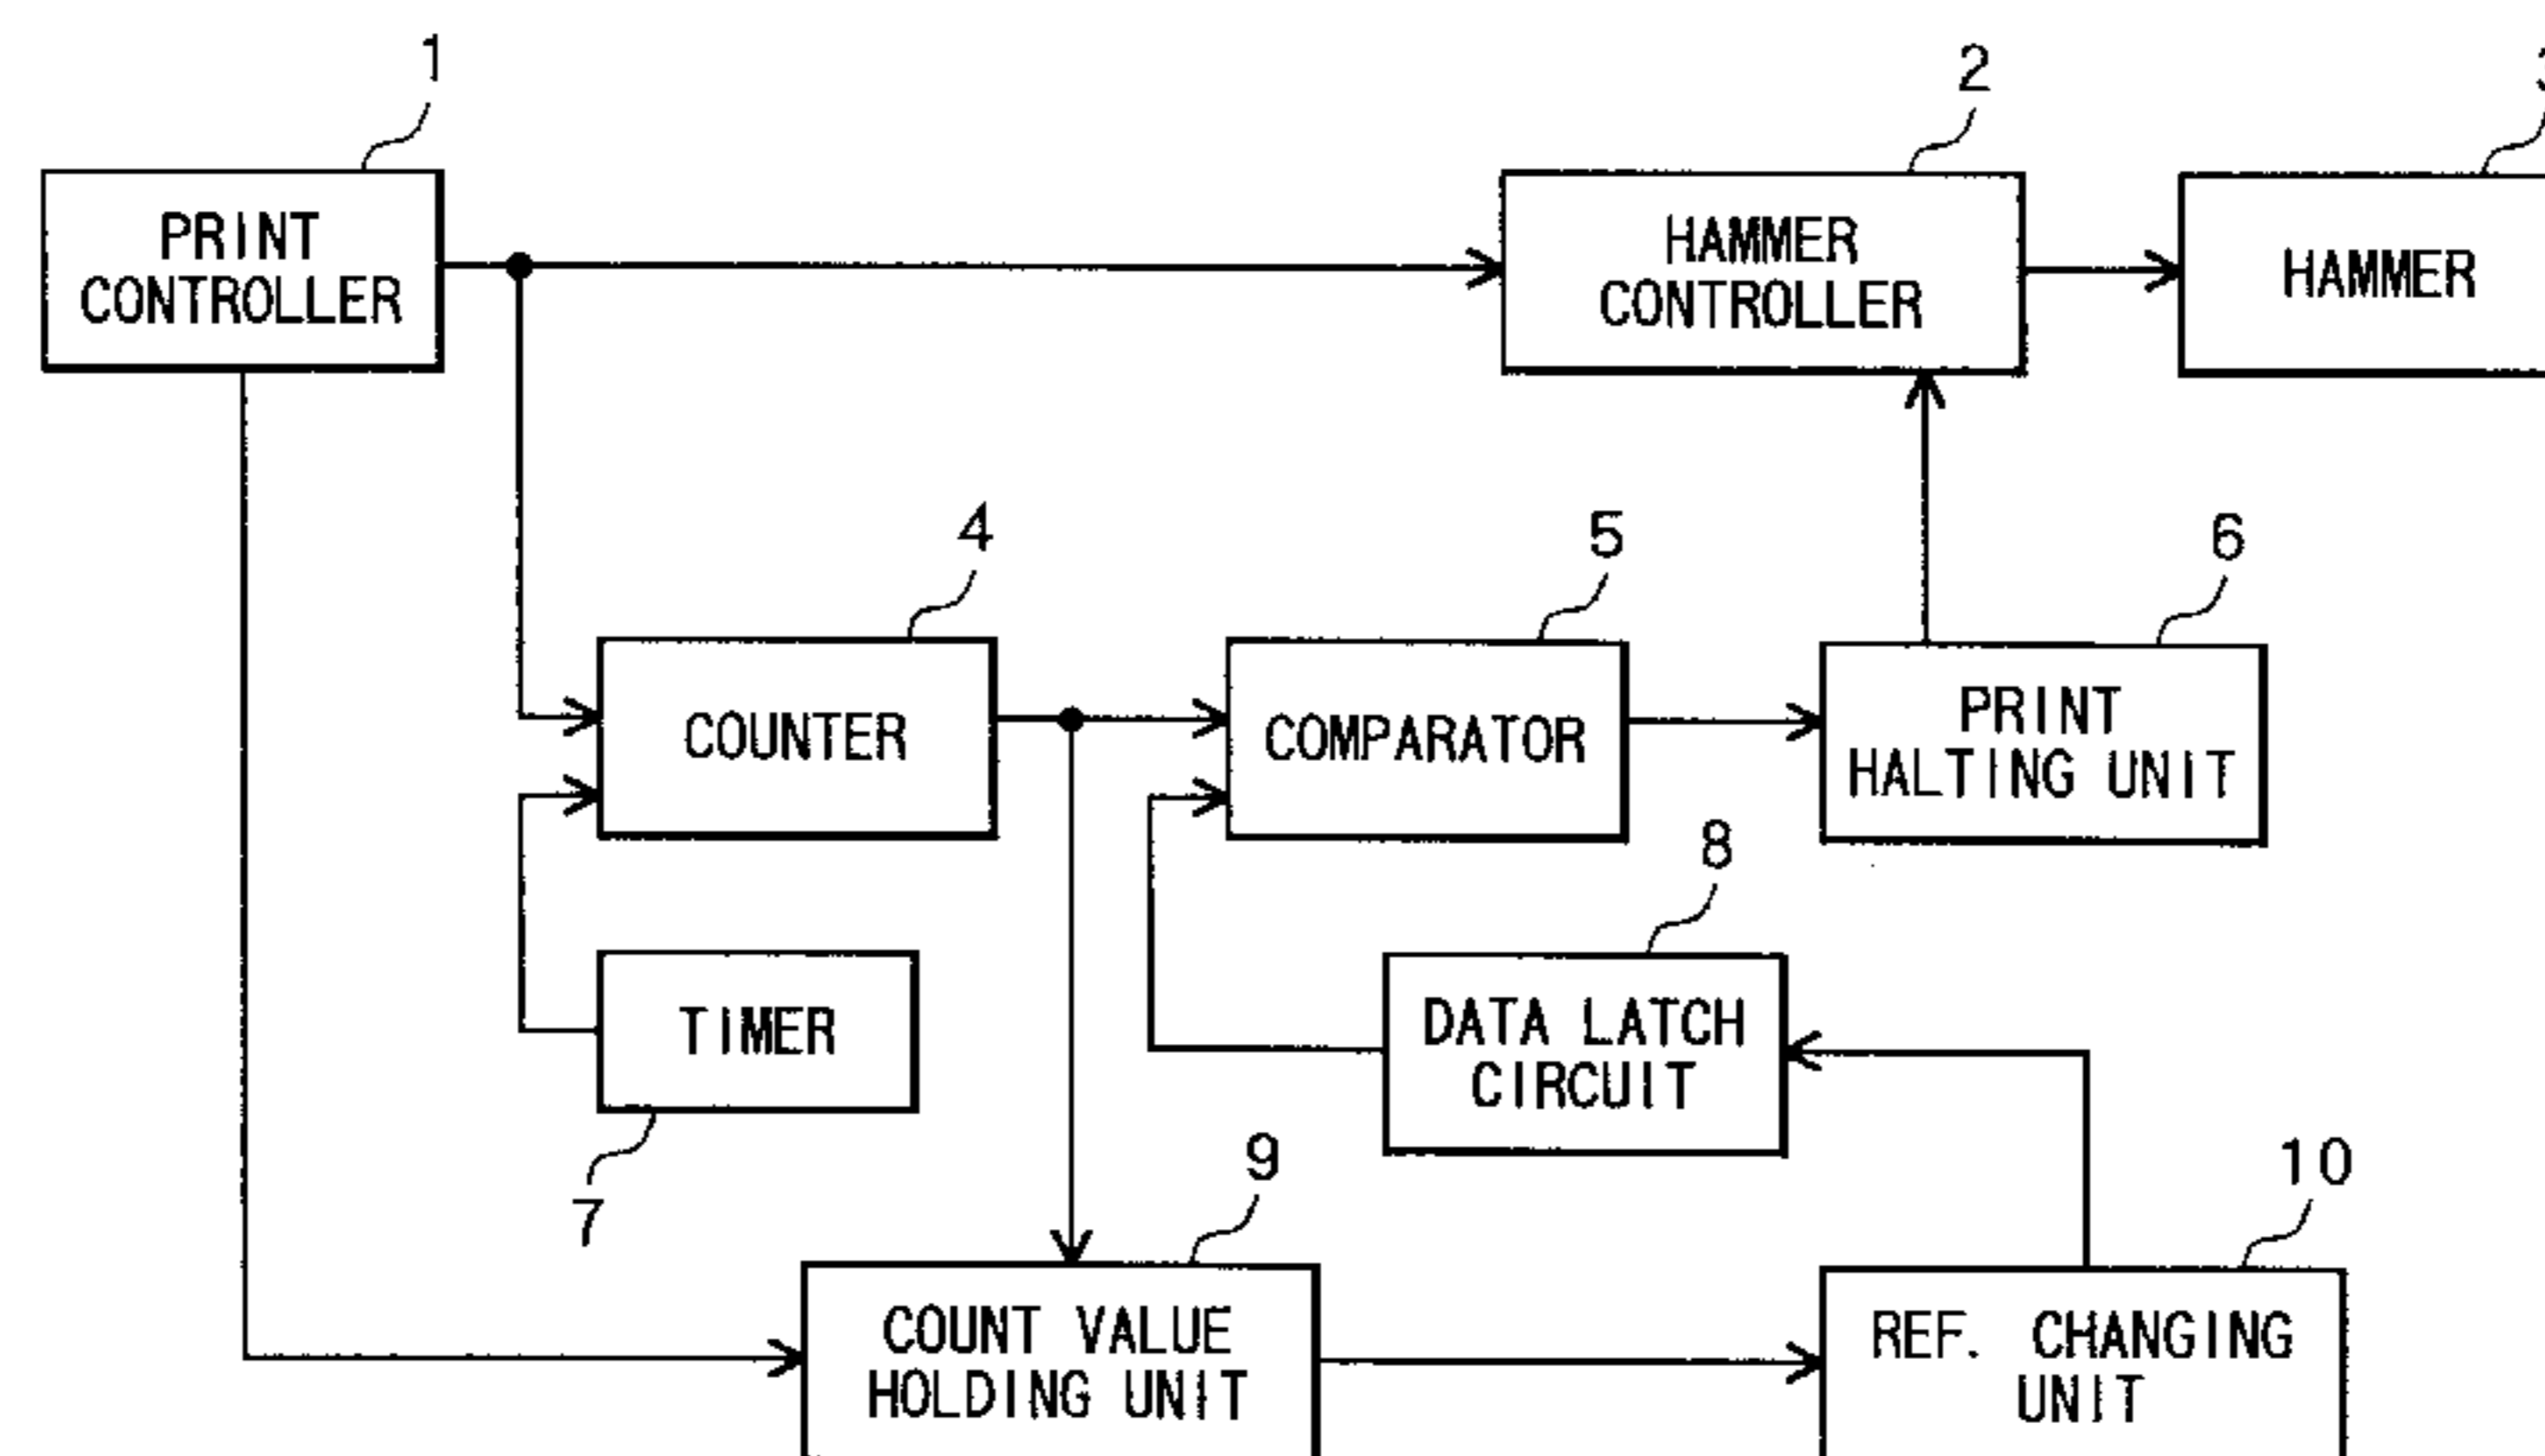 1
2
3
PRINT
CONTROLLER
HAMMER
CONTROLLER
HAMMER
4
5
6
COUNTER
COMPARATOR
PRINT
HALTING UNIT
8
TIMER
DATA LATCH
CIRCUIT
7
9
10
COUNT VALUE
HOLDING UNIT
REF. CHANGING
UNIT